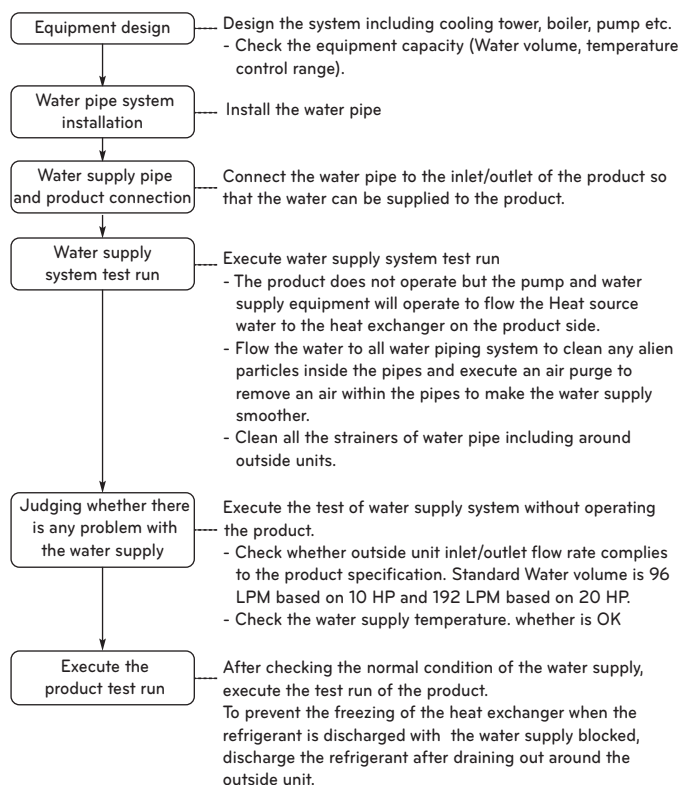 Equipment design
Design the system including cooling tower, boiler, pump etc.
- Check the equipment capacity (Water volume, temperature
control range).
Water pipe system
installation
Install the water pipe
Water supply pipe
and product connection
Connect the water pipe to the inlet/outlet of the product so
that the water can be supplied to the product.
Water supply
system test run
Execute water supply system test run
- The product does not operate but the pump and water
supply equipment will operate to flow the Heat source
water to the heat exchanger on the product side.
- Flow the water to all water piping system to clean any alien
particles inside the pipes and execute an air purge to
remove an air within the pipes to make the water supply
smoother.
- Clean all the strainers of water pipe including around
outside units.
Judging whether there
is any problem with
the water supply
Execute the test of water supply system without operating
the product.
- Check whether outside unit inlet/outlet flow rate complies
to the product specification. Standard Water volume is 96
LPM based on 10 HP and 192 LPM based on 20 HP.
- Check the water supply temperature. whether is OK
Execute the
product test run
After checking the normal condition of the water supply,
execute the test run of the product.
To prevent the freezing of the heat exchanger when the
refrigerant is discharged with the water supply blocked,
discharge the refrigerant after draining out around the
outside unit.